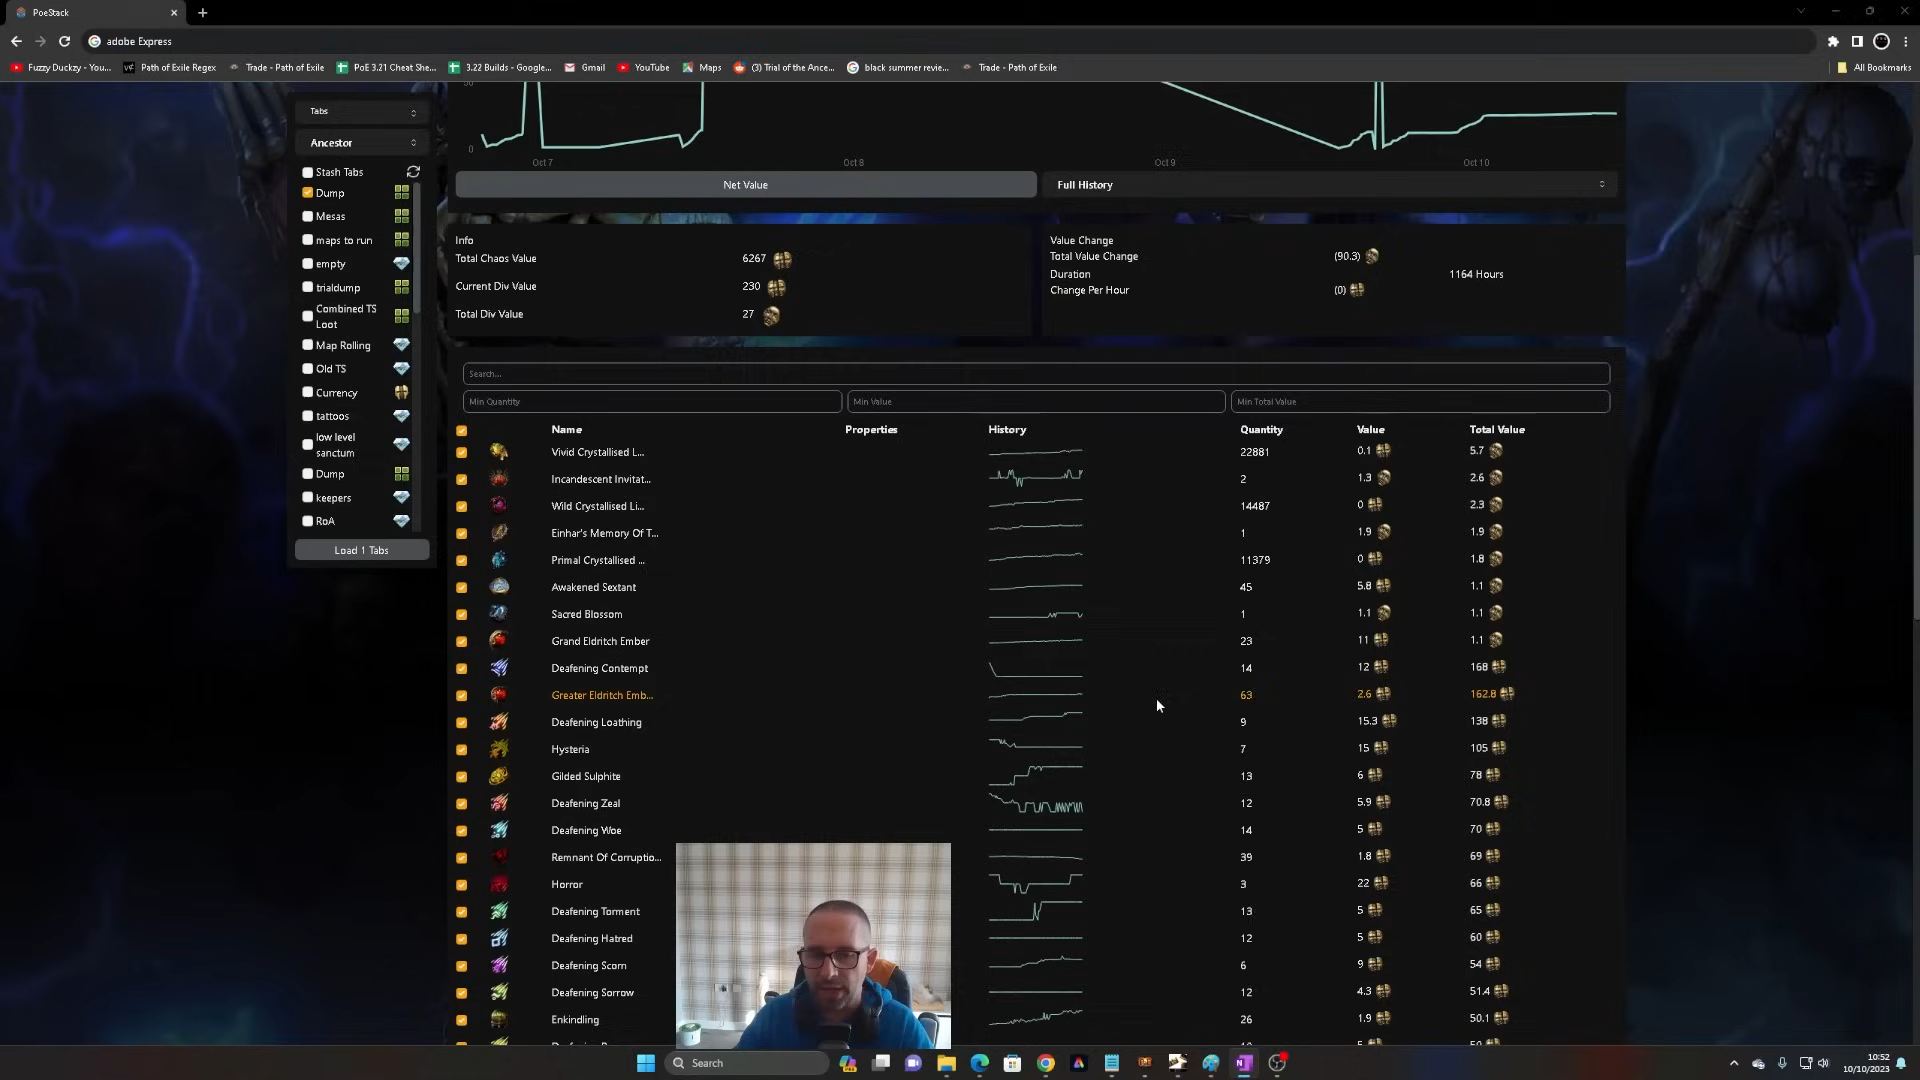 PoeStack
adobe Express
Fuzzy Duckzy - You...
Path of Exile Regex
Trade - Path of Exile
PoE 3.21 Cheat She...
3.22 Builds - Google...
Gmail
YouTube
Maps
(3) Trial of the Ance...
black summer revie...
Trade - Path of Exile
All Bookmarks
Tabs
Ancestor
Stash Tabs
Dump
Mesas
maps to run
empty
trialdump
Combined TS
Loot
Map Rolling
Old TS
Currency
tattoos
low level
sanctum
Dump
keepers
RoA
Load 1 Tabs
0
Oct 7 Oct 8 Oct 9 Oct 10
Net Value
Full History
Info
Total Chaos Value 6267
Current Div Value 230
Total Div Value 27
Value Change
Total Value Change (90.3)
Duration 1164 Hours
Change Per Hour (0)
Search...
Min Quantity Min Value Min Total Value
Name Properties History Quantity Value Total Value
Vivid Crystallised L... 22881 0.1 5.7
Incandescent Invitat... 2 1.3 2.6
Wild Crystallised Li... 14487 0 2.3
Einhar's Memory Of T... 1 1.9 1.9
Primal Crystallised ... 11379 0 1.8
Awakened Sextant 45 5.8 1.1
Sacred Blossom 1 1.1 1.1
Grand Eldritch Ember 23 11 1.1
Deafening Contempt 14 12 168
Greater Eldritch Emb... 63 2.6 162.8
Deafening Loathing 9 15.3 138
Hysteria 7 15 105
Gilded Sulphite 13 6 78
Deafening Zeal 12 5.9 70.8
Deafening Woe 14 5 70
Remnant Of Corruptio... 39 1.8 69
Horror 3 22 66
Deafening Torment 13 5 65
Deafening Hatred 12 5 60
Deafening Scorn 6 9 54
Deafening Sorrow 12 4.3 51.4
Enkindling 26 1.9 50.1
Search
10:52
10/10/2023